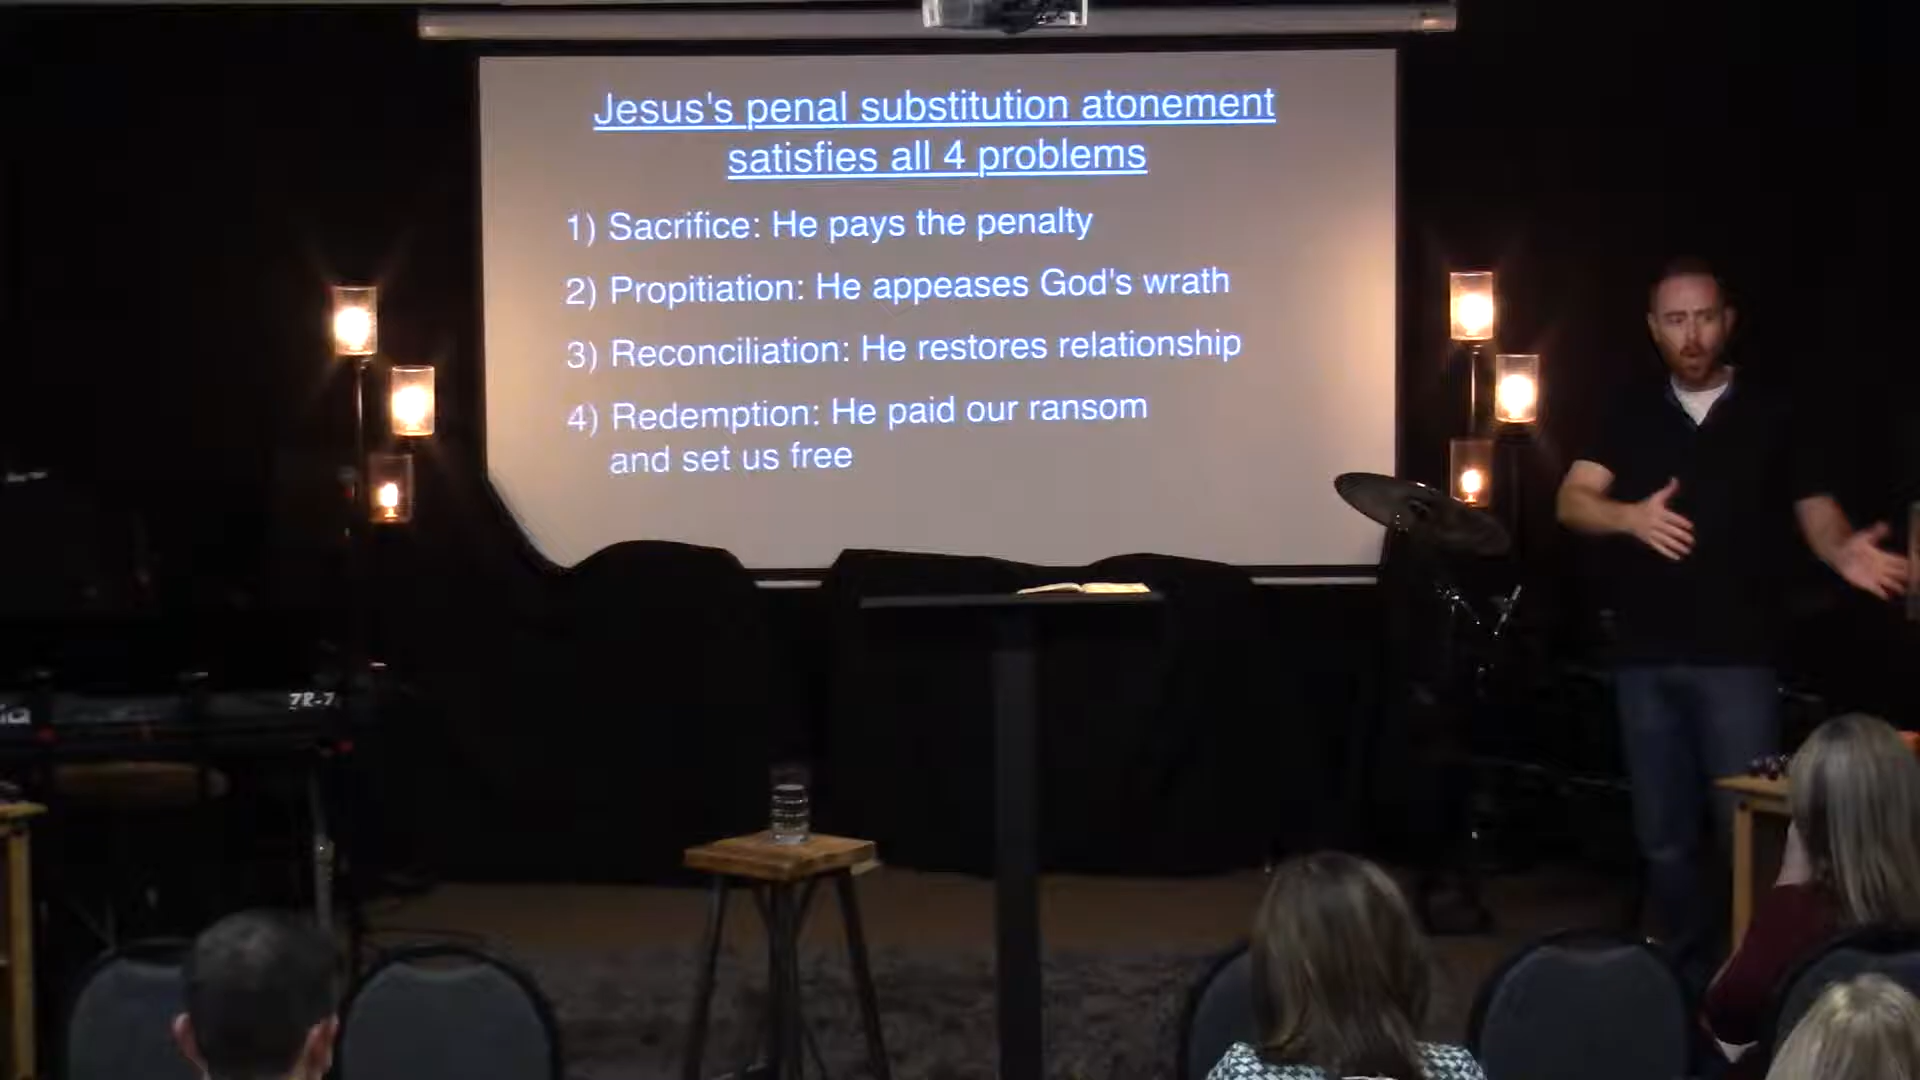 Jesus's penal substitution atonement
satisfies all 4 problems
1) Sacrifice: He pays the penalty
2) Propitiation: He appeases God's wrath
3) Reconciliation: He restores relationship
4) Redemption: He paid our ransom
and set us free